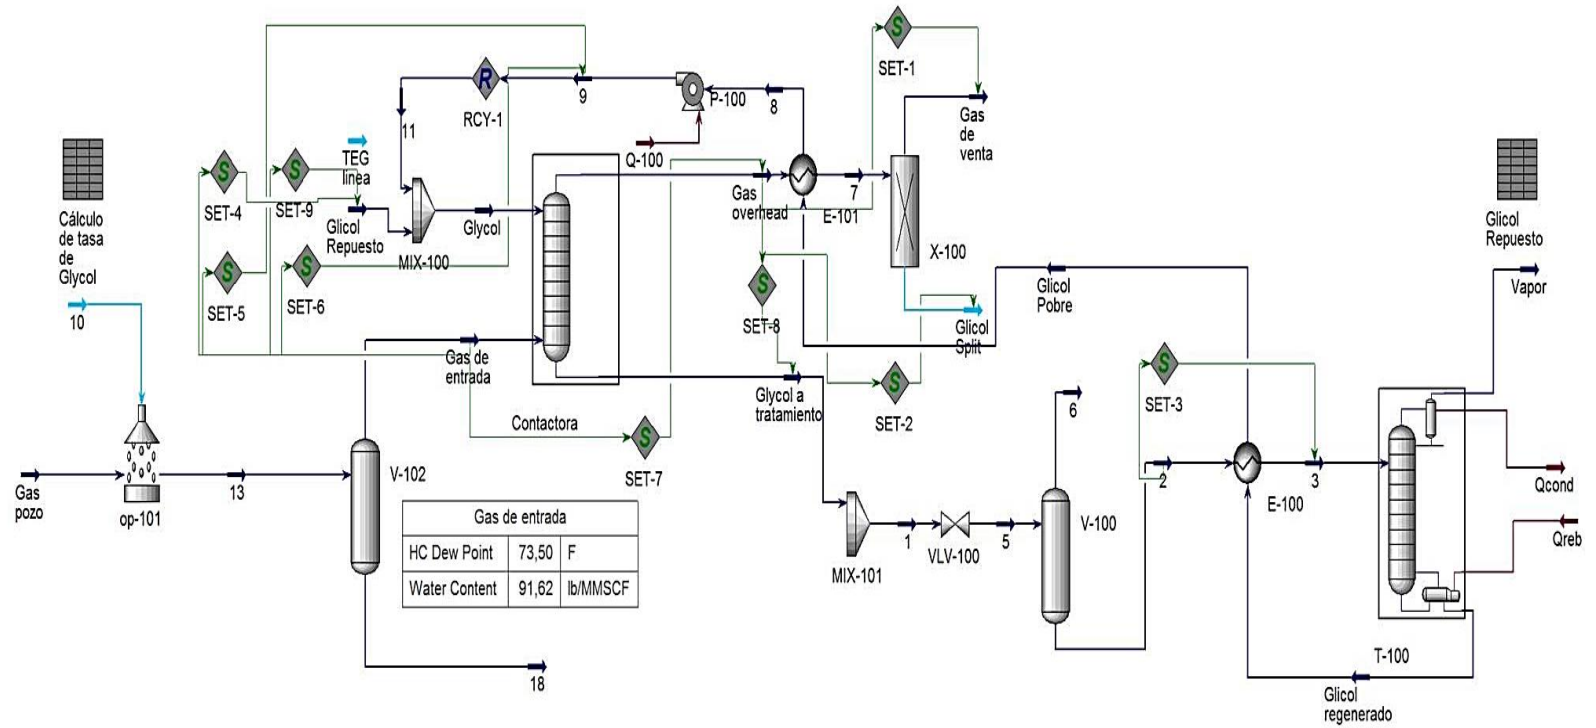 S
SET-1
R
RCY-1
9
P-100
8
Gas
de
venta
11
Q-100
TEG
línea
S
SET-4
S
SET-9
Cálculo
de tasa
de
Glycol
Glicol
Repuesto
MIX-100
Glycol
Gas
overhead
E-101
7
X-100
Glicol
Repuesto
Vapor
S
SET-5
S
SET-6
10
S
SET-8
Glicol
Split
Glicol
Pobre
Gas de
entrada
Glycol a
tratamiento
S
SET-2
6
S
SET-3
Contactora
S
SET-7
Gas
pozo
op-101
13
V-102
Gas de entrada
HC Dew Point 73,50 F
Water Content 91,62 lb/MMSCF
MIX-101
1
VLV-100
5
V-100
2
E-100
3
Qcond
Qreb
T-100
Glicol
regenerado
18